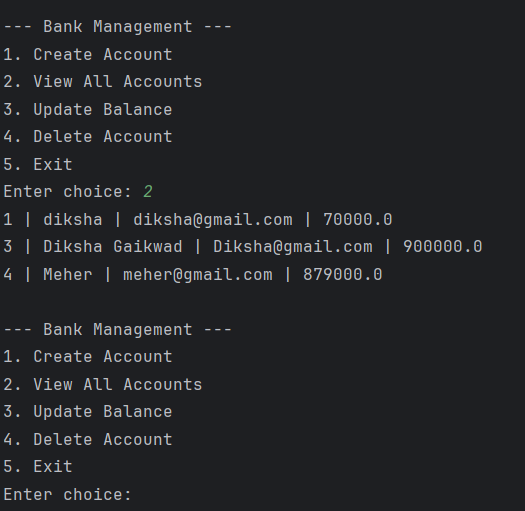 --- Bank Management ---
1. Create Account
2. View All Accounts
3. Update Balance
4. Delete Account
5. Exit
Enter choice: 2
1 | diksha | diksha@gmail.com | 70000.0
3 | Diksha Gaikwad | Diksha@gmail.com | 900000.0
4 | Meher | meher@gmail.com | 879000.0
--- Bank Management ---
1. Create Account
2. View All Accounts
3. Update Balance
4. Delete Account
5. Exit
Enter choice: